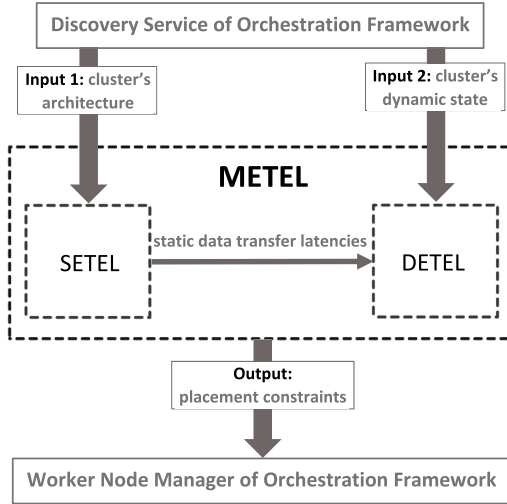 Discovery Service of Orchestration Framework
Input 1: cluster's
architecture
Input 2: cluster's
dynamic state
METEL
static data transfer latencies
SETEL
DETEL
Output:
placement constraints
Worker Node Manager of Orchestration Framework